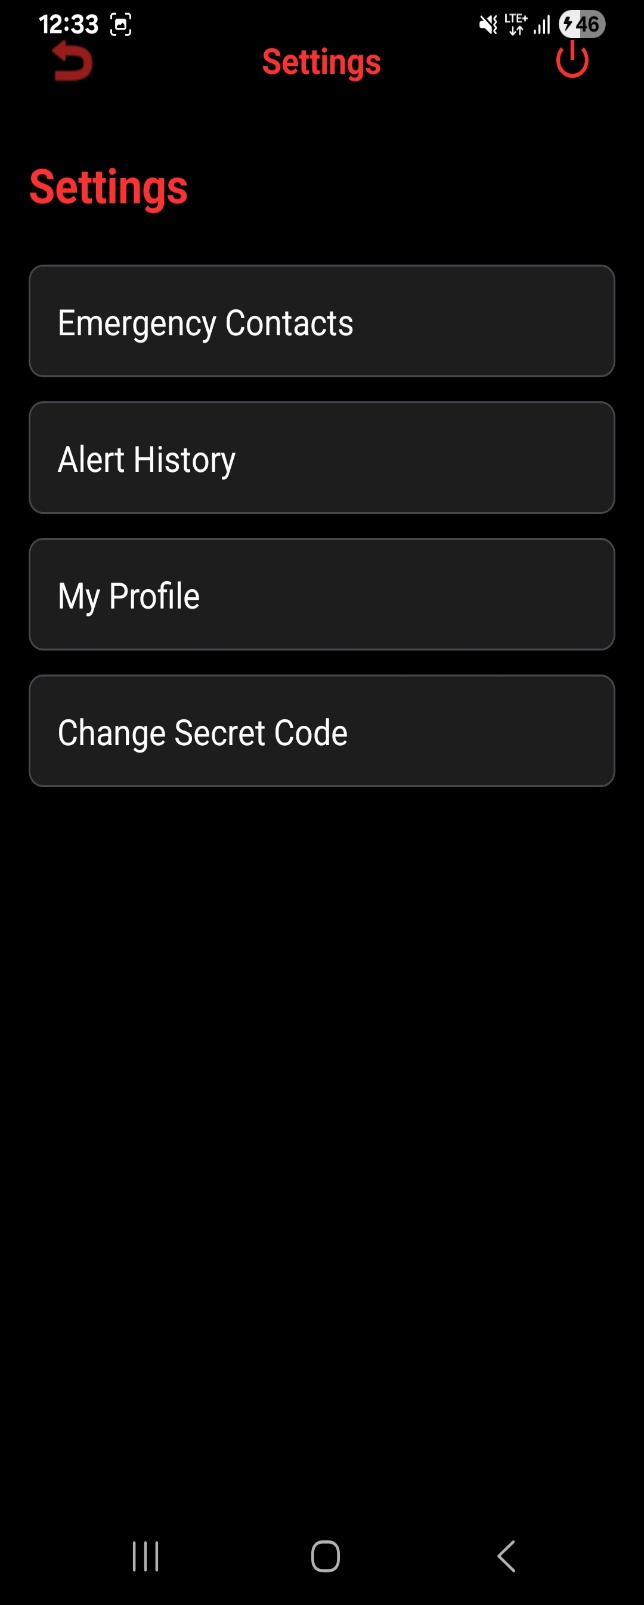 12:33 LTE+ 46
Settings
Settings
Emergency Contacts
Alert History
My Profile
Change Secret Code